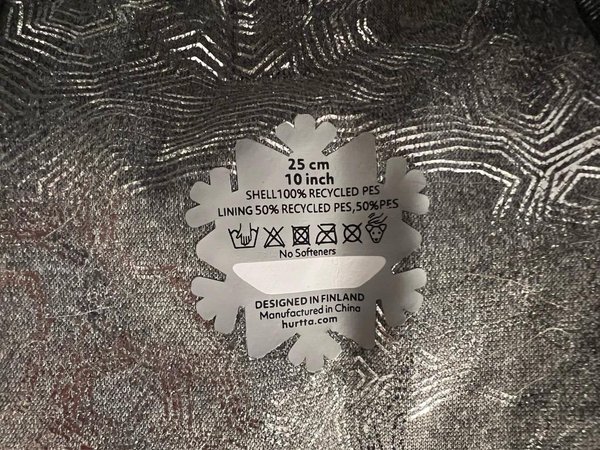 25 cm
10 inch
SHELL100% RECYCLED PES
LINING 50% RECYCLED PES,50%PES
No Softeners
DESIGNED IN FINLAND
Manufactured in China
hurtta.com